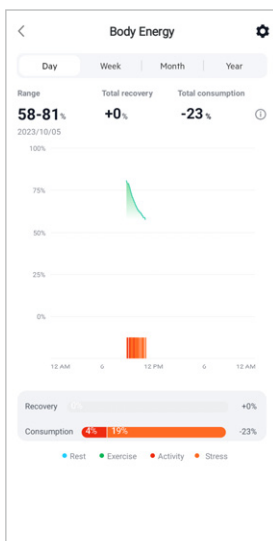 Body Energy
Day Week Month Year
Range Total recovery Total consumption
58-81% +0% -23%
2023/10/05
100%
75%
50%
25%
0%
12 AM 6 12 PM 6 12 AM
Recovery +0%
Consumption 4% 19% -23%
Rest Exercise Activity Stress